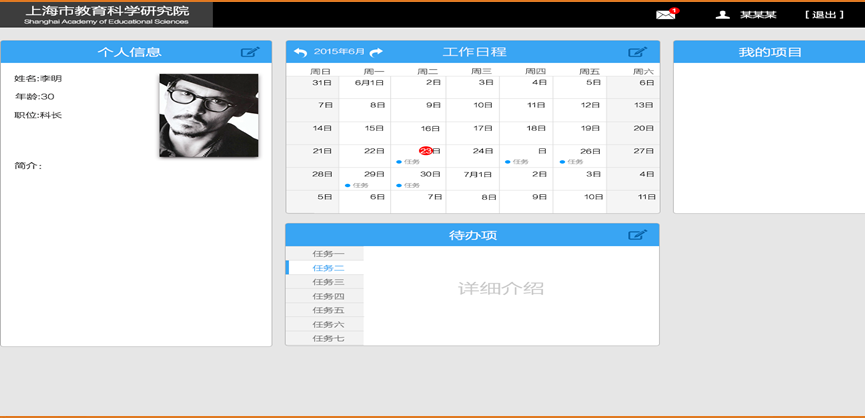 上海市教育科学研究院
Shanghai Academy of Educational Sciences
1
某某某
[ 退出 ]
个人信息
姓名:李明
年龄:30
职位:科长
简介:
2015年6月
工作日程
周日 周一 周二 周三 周四 周五 周六
31日 6月1日 2日 3日 4日 5日 6日
7日 8日 9日 10日 11日 12日 13日
14日 15日 16日 17日 18日 19日 20日
21日 22日 23日 24日 日 26日 27日
任务 任务 任务
28日 29日 30日 7月1日 2日 3日 4日
任务 任务
5日 6日 7日 8日 9日 10日 11日
待办项
任务一
任务二
任务三
任务四
任务五
任务六
任务七
详细介绍
我的项目